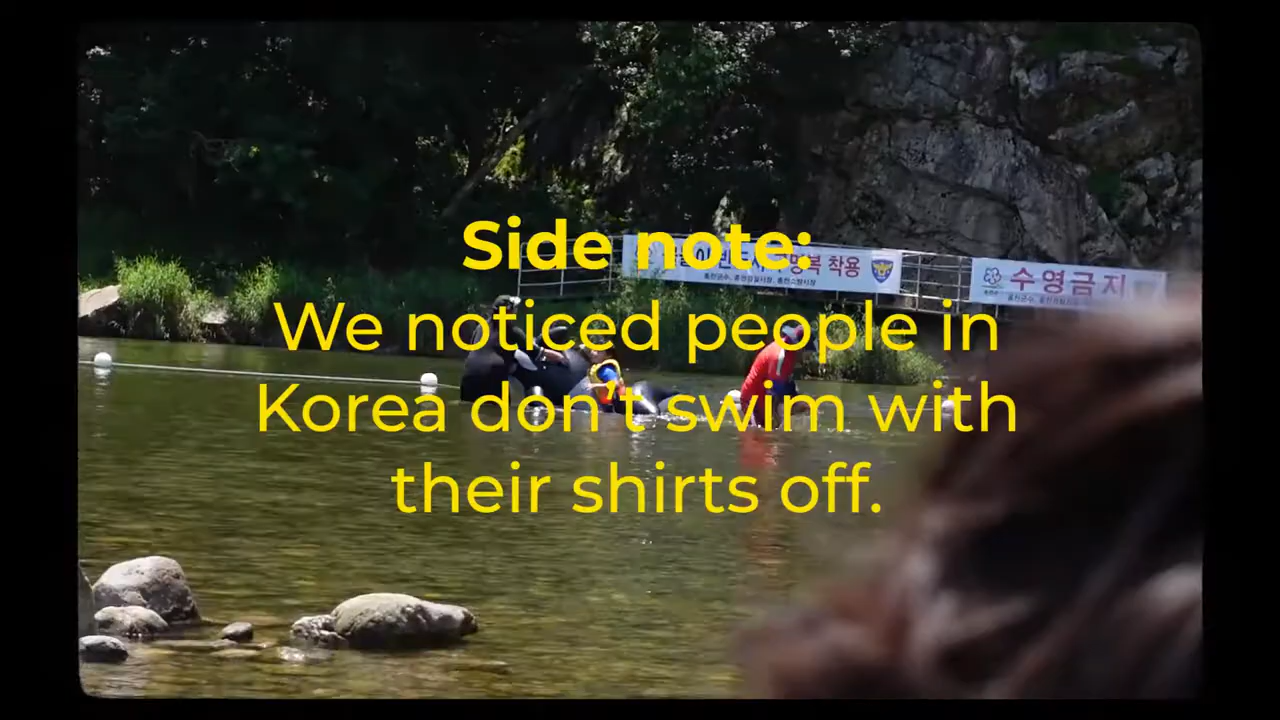 Side note:
We noticed people in
Korea don't swim with
their shirts off.
착용
수영금지